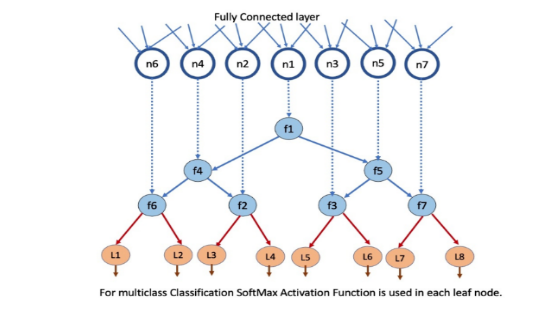 Fully Connected layer
n6 n4 n2 n1 n3 n5 n7
f1
f4 f5
f6 f2 f3 f7
L1 L2 L3 L4 L5 L6 L7 L8
For multiclass Classification SoftMax Activation Function is used in each leaf node.